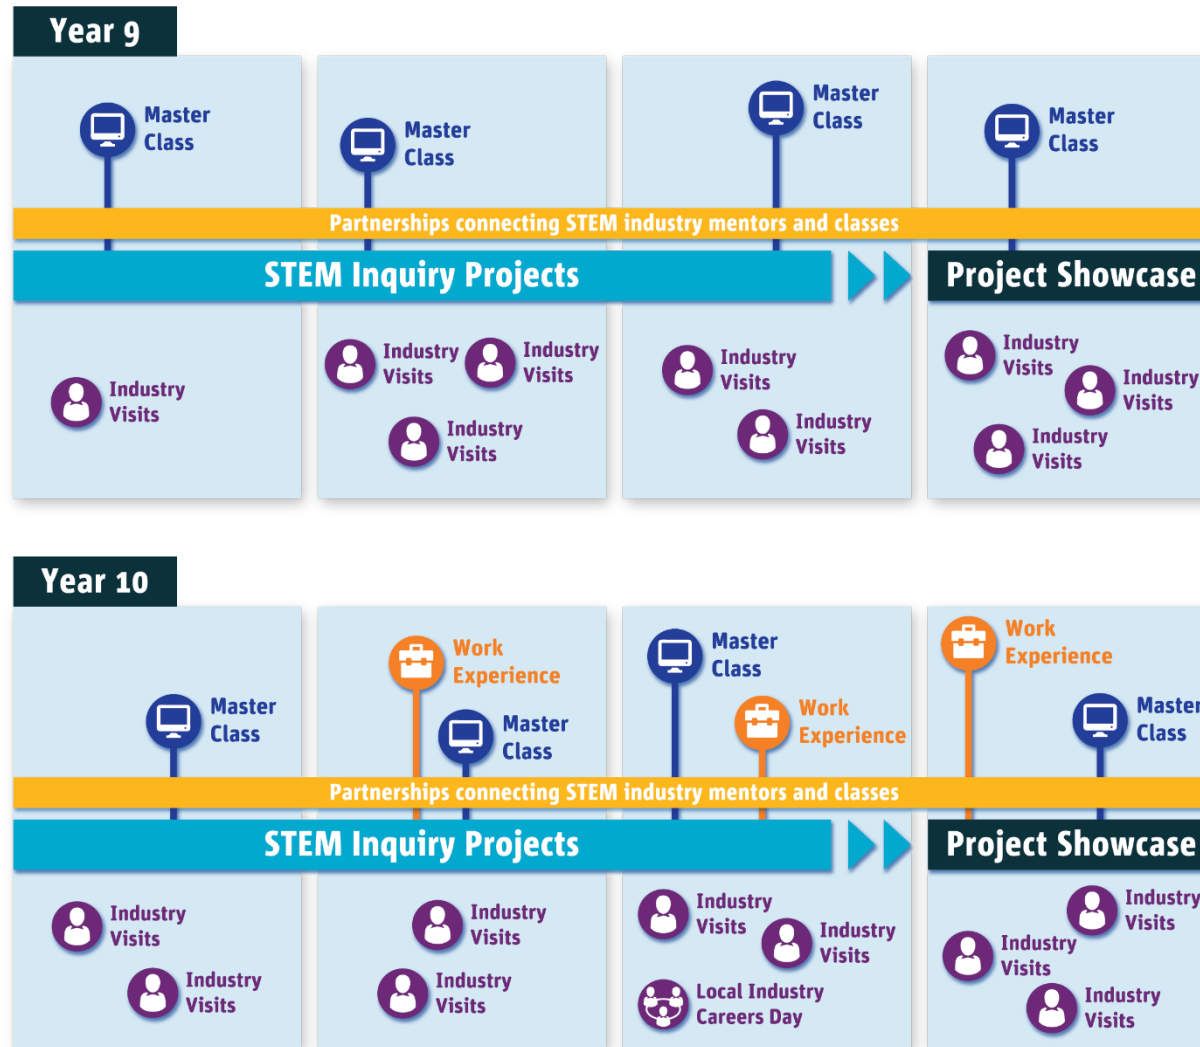 Year 9
Master
Class
Master
Class
Master
Class
Master
Class
Partnerships connecting STEM industry mentors and classes
STEM Inquiry Projects
Project Showcase
Industry
Visits
Industry
Visits
Industry
Visits
Industry
Visits
Industry
Visits
Industry
Visits
Industry
Visits
Industry
Visits
Industry
Visits
Year 10
Master
Class
Work
Experience
Master
Class
Master
Class
Work
Experience
Work
Experience
Master
Class
Partnerships connecting STEM industry mentors and classes
STEM Inquiry Projects
Project Showcase
Industry
Visits
Industry
Visits
Industry
Visits
Industry
Visits
Industry
Visits
Industry
Visits
Local Industry
Careers Day
Industry
Visits
Industry
Visits
Industry
Visits